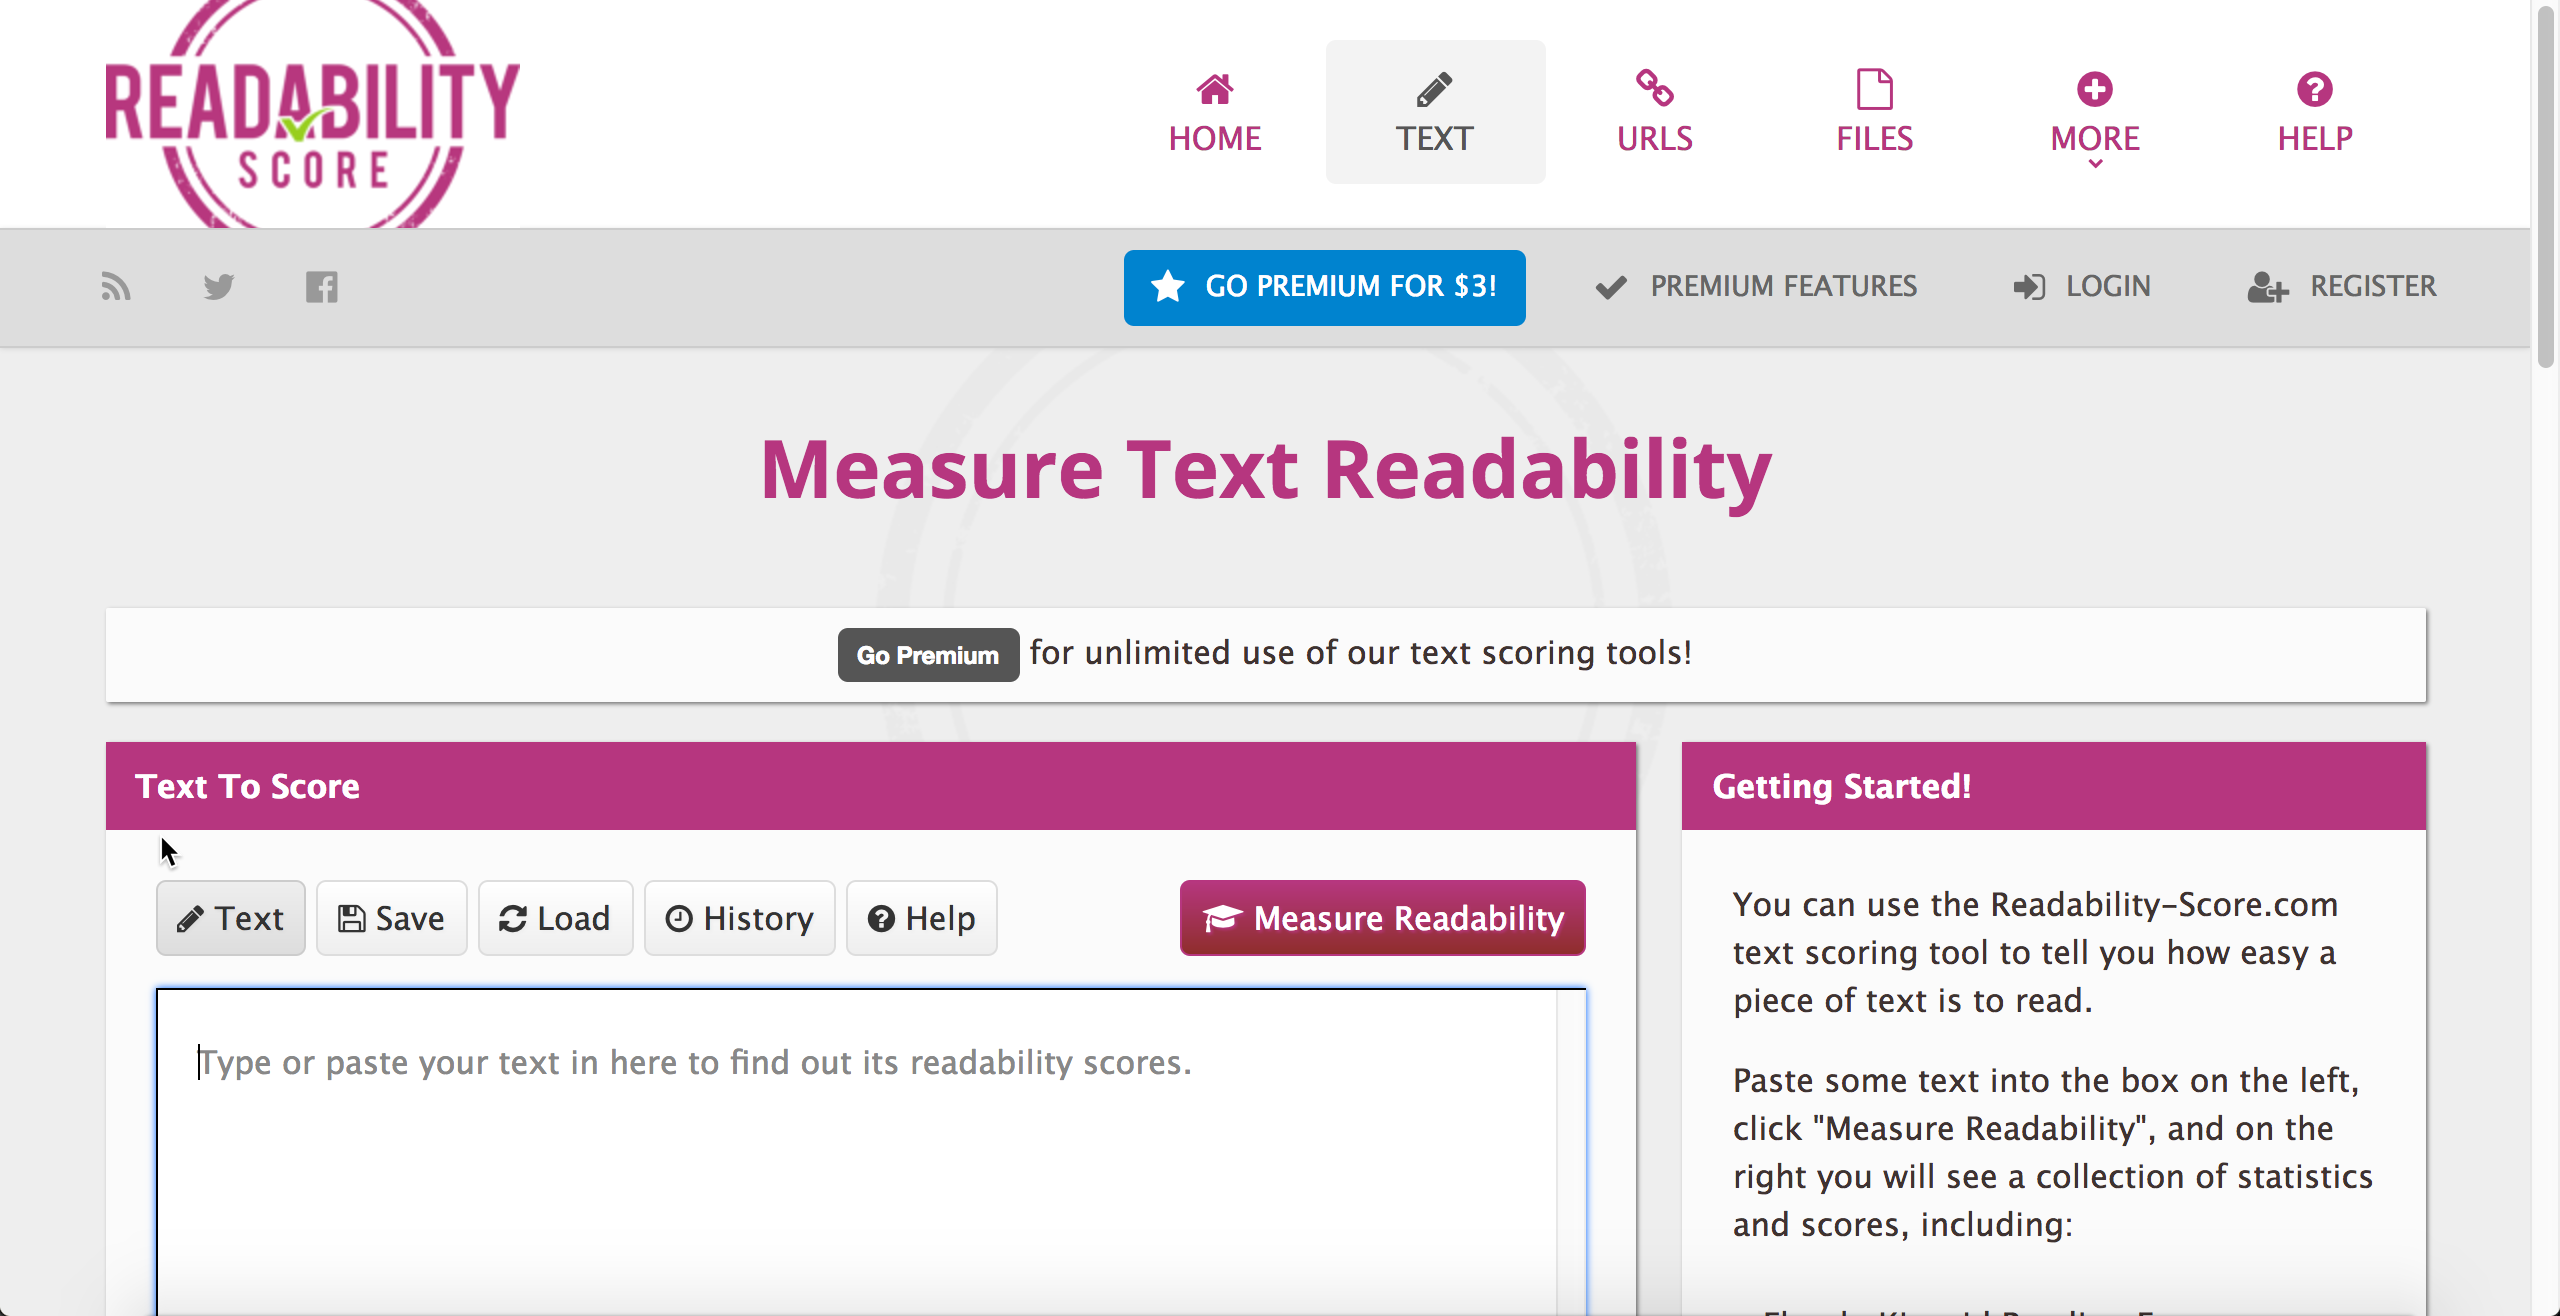 READABILITY
SCORE
HOME
TEXT
URLS
FILES
MORE
HELP
GO PREMIUM FOR $3!
PREMIUM FEATURES
LOGIN
REGISTER
Measure Text Readability
Go Premium for unlimited use of our text scoring tools!
Text To Score
Text
Save
Load
History
Help
Measure Readability
Type or paste your text in here to find out its readability scores.
Getting Started!
You can use the Readability-Score.com
text scoring tool to tell you how easy a
piece of text is to read.
Paste some text into the box on the left,
click "Measure Readability", and on the
right you will see a collection of statistics
and scores, including: